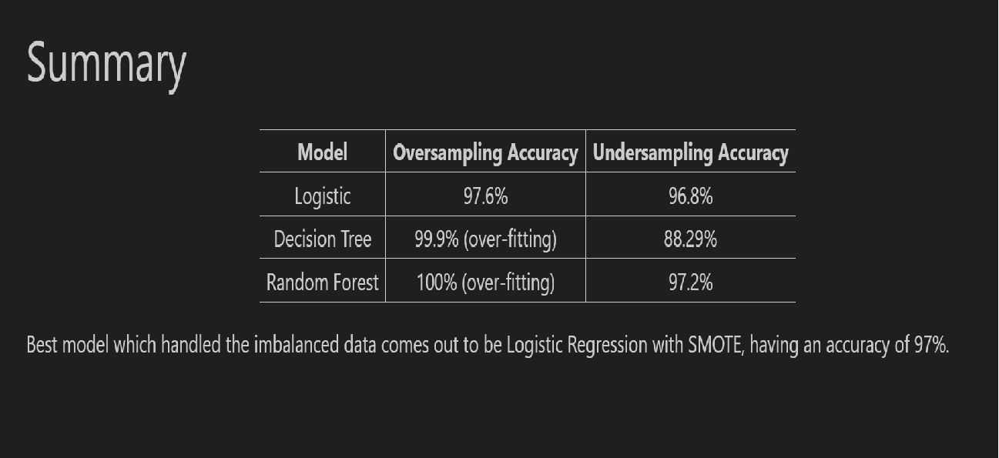 Summary
Model Oversampling Accuracy Undersampling Accuracy
Logistic 97.6% 96.8%
Decision Tree 99.9% (over-fitting) 88.29%
Random Forest 100% (over-fitting) 97.2%
Best model which handled the imbalanced data comes out to be Logistic Regression with SMOTE, having an accuracy of 97%.